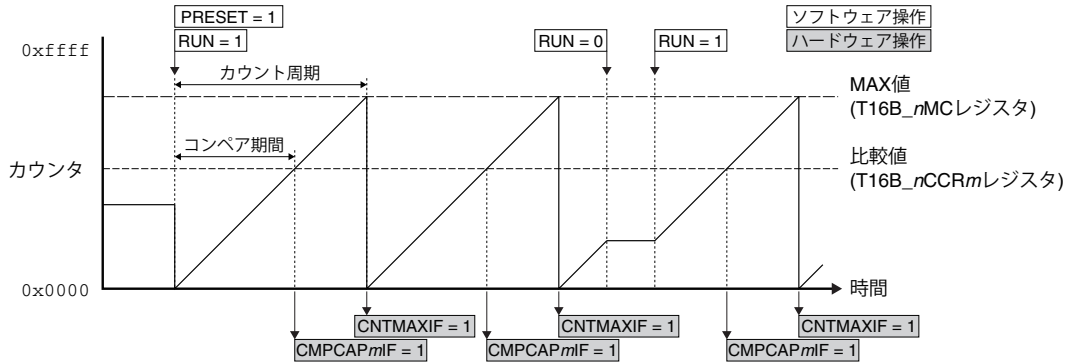 PRESET = 1
ソフトウェア操作
0xffff
RUN = 1
RUN = 0
RUN = 1
ハードウェア操作
カウント周期
MAX値
(T16B_nMCレジスタ)
コンペア期間
比較値
(T16B_nCCRmレジスタ)
カウンタ
0x0000
時間
CNTMAXIF = 1
CNTMAXIF = 1
CNTMAXIF = 1
CMPCAPmIF = 1
CMPCAPmIF = 1
CMPCAPmIF = 1